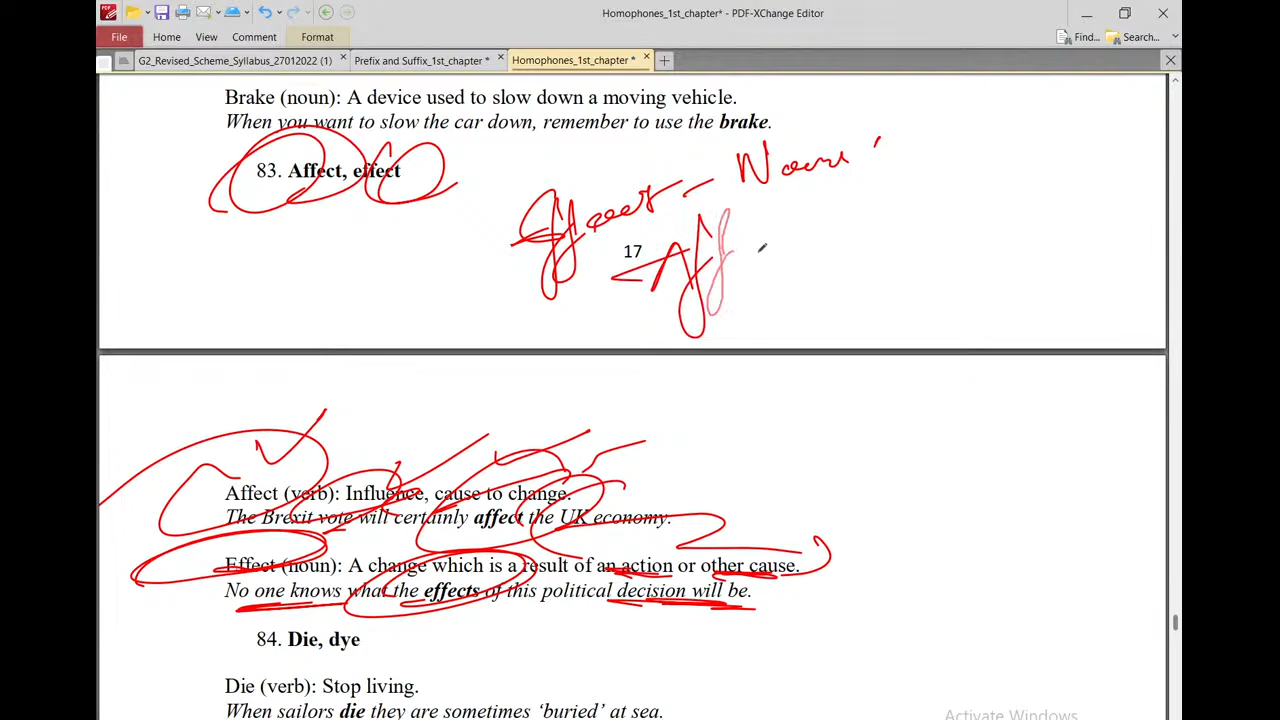 Homophones_1st_chapter* - PDF-XChange Editor
File Home View Comment Format Find... Search...
G2_Revised_Scheme_Syllabus_27012022 (1) Prefix and Suffix_1st_chapter * Homophones_1st_chapter *
Brake (noun): A device used to slow down a moving vehicle.
When you want to slow the car down, remember to use the brake.
83. Affect, effect
Effect - Noun
17
Aff
Affect (verb): Influence, cause to change.
The Brexit vote will certainly affect the UK economy.
Effect (noun): A change which is a result of an action or other cause.
No one knows what the effects of this political decision will be.
84. Die, dye
Die (verb): Stop living.
When sailors die they are sometimes ‘buried’ at sea.
Activate Windows